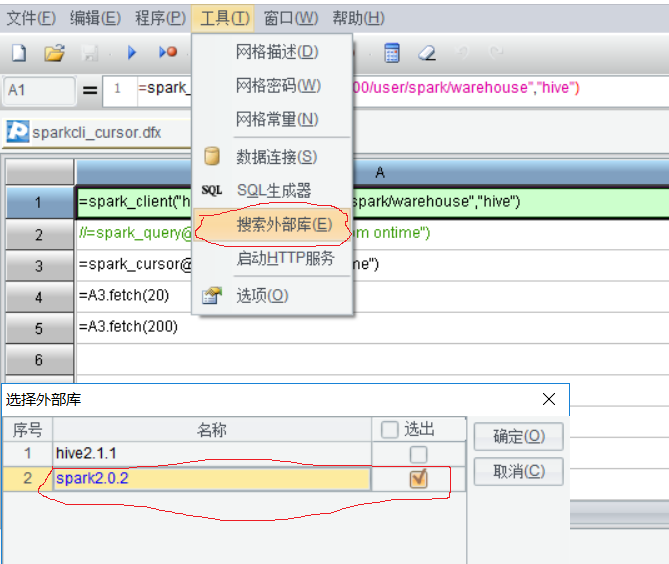 文件(F) 编辑(E) 程序(P) 工具(T) 窗口(W) 帮助(H)
网格描述(D)
网格密码(W)
网格常量(N)
数据连接(S)
SQL SQL生成器
搜索外部库(E)
启动HTTP服务
选项(O)
A1 = 1 =spark_ 00/user/spark/warehouse","hive")
sparkcli_cursor.dfx
A
1 =spark_client("h spark/warehouse","hive")
2 //=spark_query@ om ontime")
3 =spark_cursor@ me")
4 =A3.fetch(20)
5 =A3.fetch(200)
6
选择外部库
序号 名称 选出
1 hive2.1.1
2 spark2.0.2
确定(O)
取消(C)